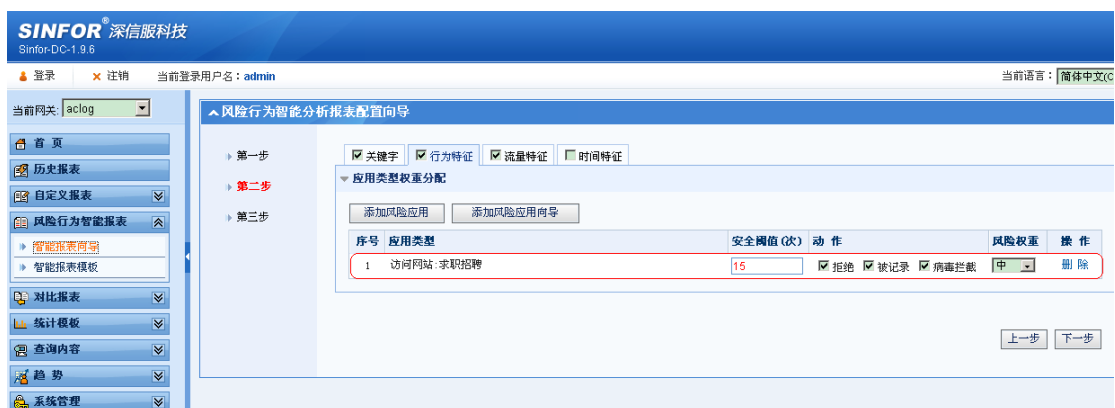 SINFOR®深信服科技
Sinfor-DC-1.9.6
登录 注销 当前登录用户名：admin 当前语言： 简体中文(C
当前网关: aclog
首 页
历史报表
自定义报表
风险行为智能报表
智能报表向导
智能报表模板
对比报表
统计模板
查询内容
趋 势
系统管理
风险行为智能分析报表配置向导
第一步
第二步
第三步
关键字 行为特征 流量特征 时间特征
应用类型权重分配
添加风险应用 添加风险应用向导
序号 应用类型 安全阈值(次) 动 作 风险权重 操 作
1 访问网站:求职招聘 15 拒绝 被记录 病毒拦截 中 删 除
上一步 下一步